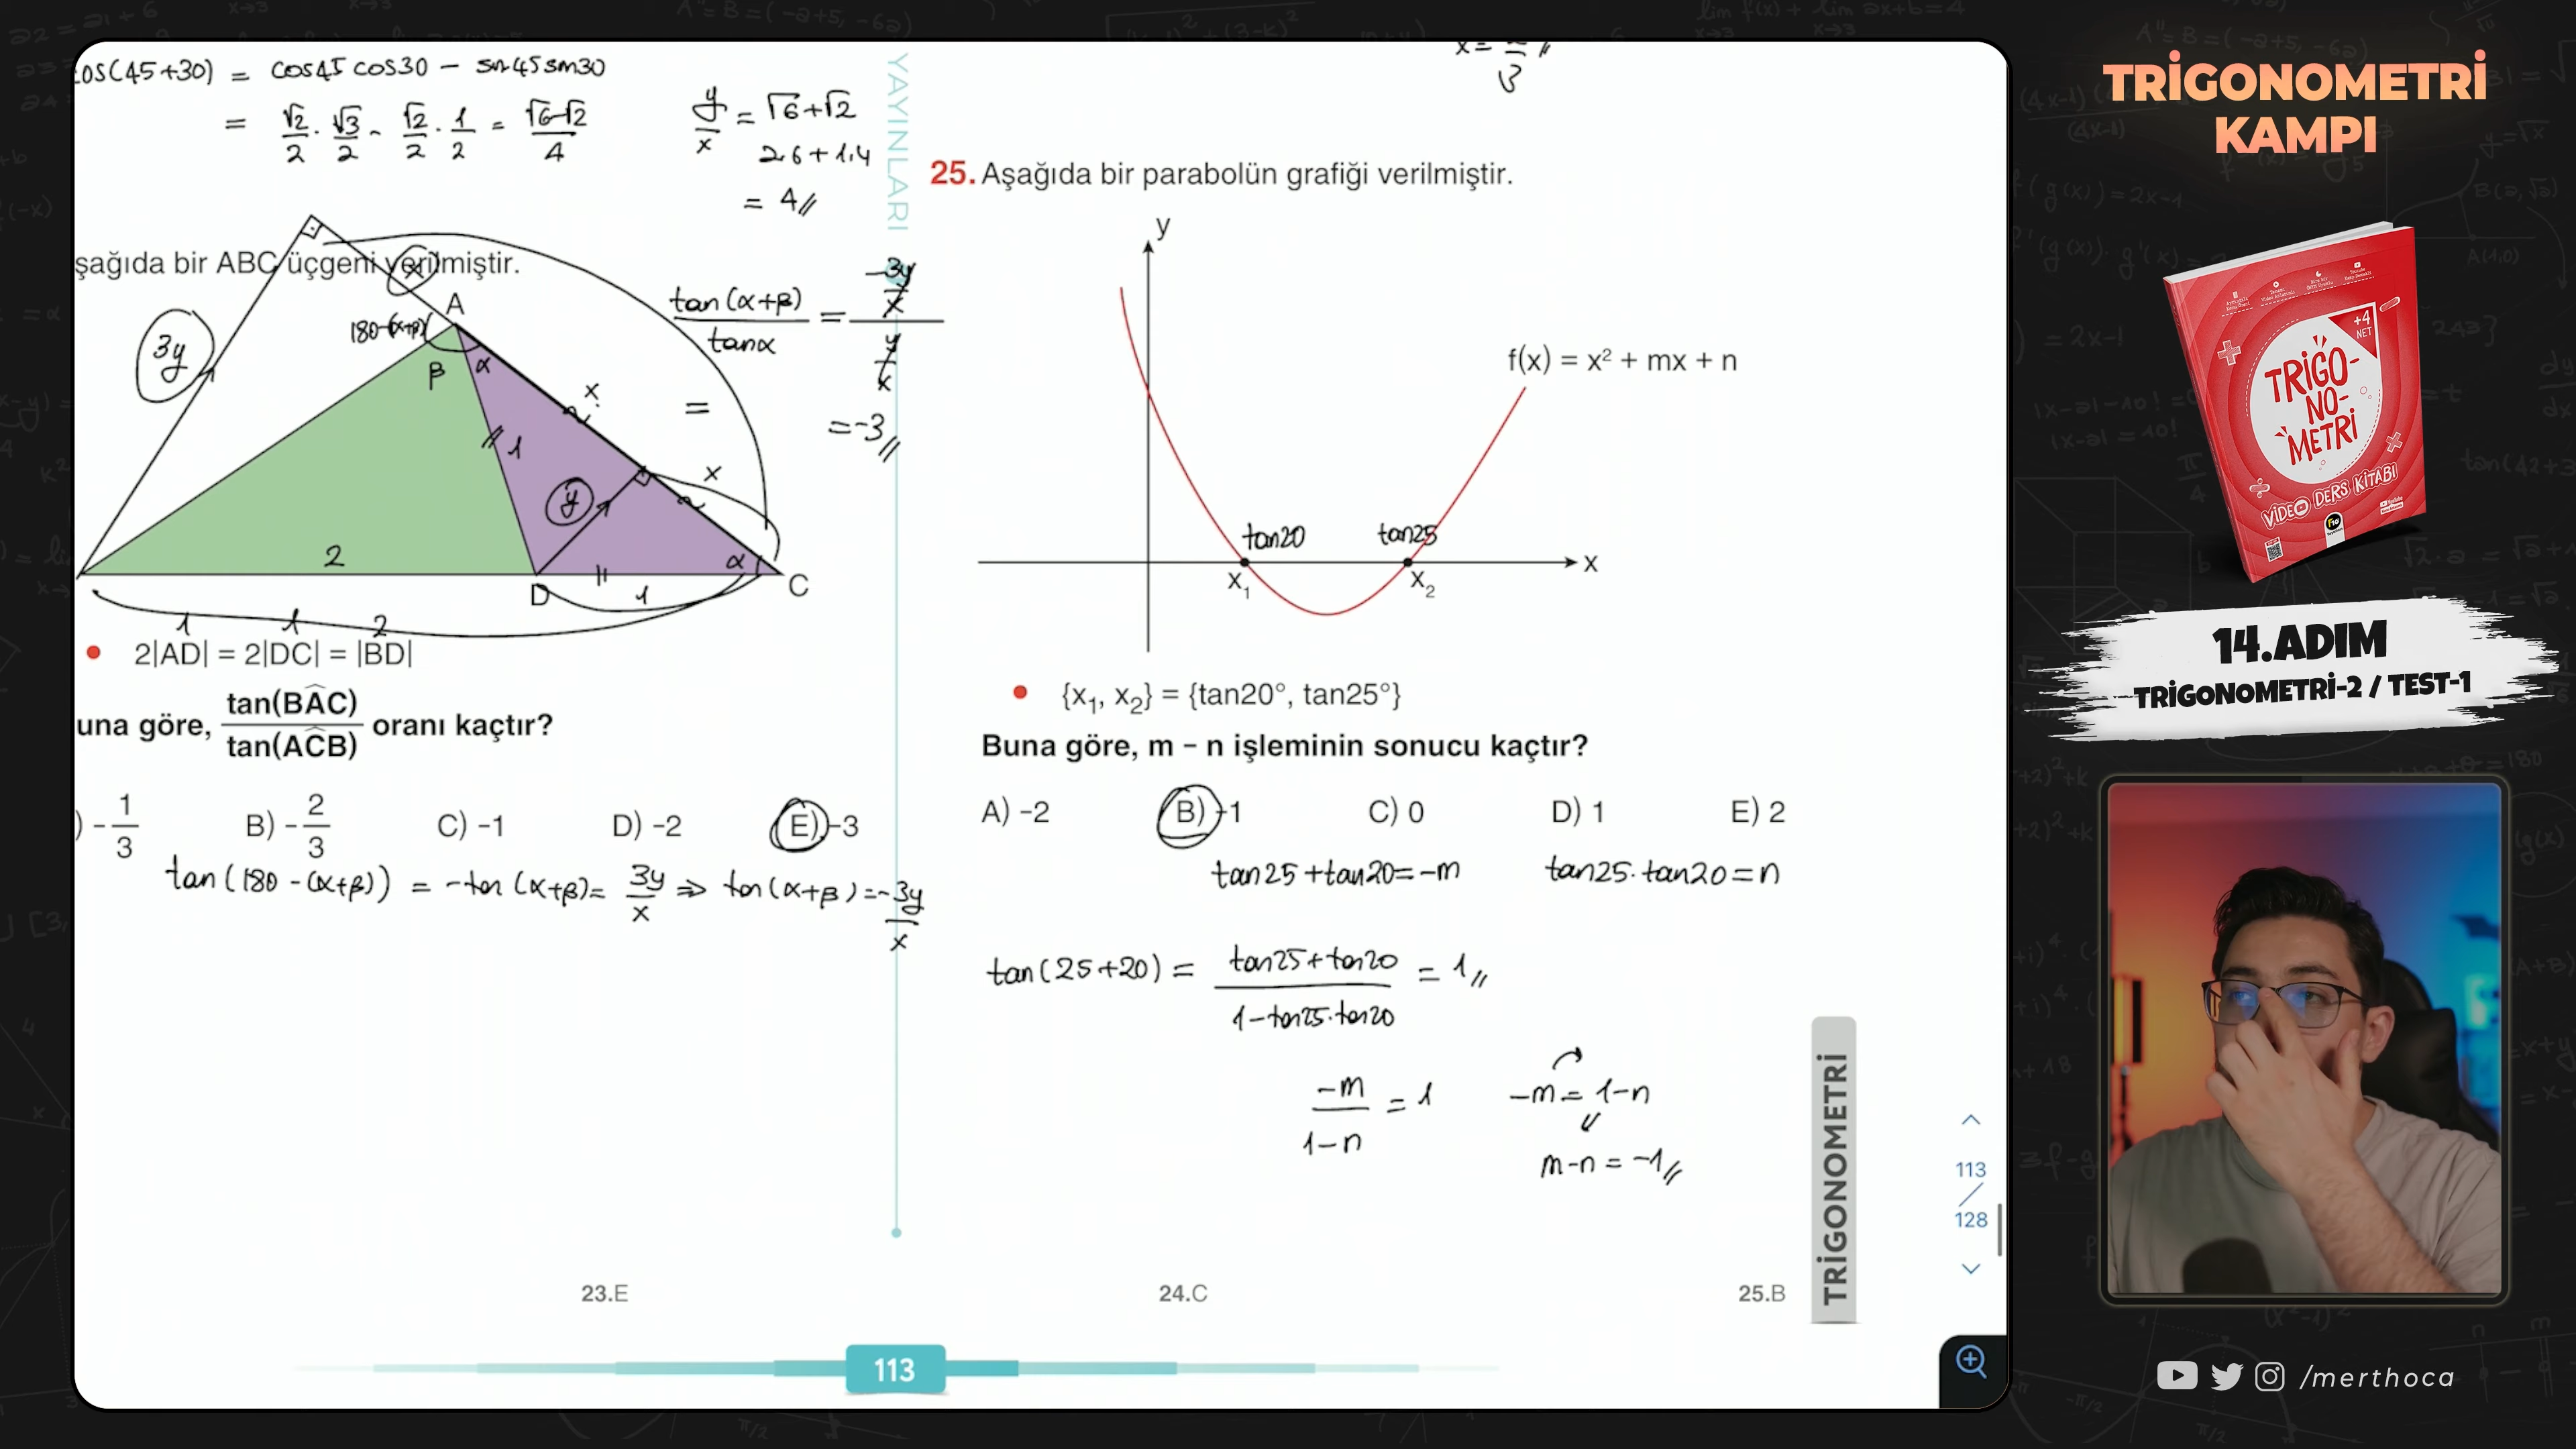 cos(45+30) = cos45 cos30 − sin45 sin30
= √2/2 . √3/2 - √2/2 . 1/2 = √6-√2/4
y/x = √6+√2
2.6+1.4
= 4//
YAYINLARI
şağıda bir ABC üçgeni verilmiştir.
x
3y
A
180-(α+β)
β
α
x
1
x
y
2
α
D
1
C
1 1 2
tan(α+β)/tanα = -3y/x / y/x
=
=-3//
• 2|AD| = 2|DC| = |BD|
una göre, tan(BAC)/tan(ACB) oranı kaçtır?
) -1/3 B) -2/3 C) -1 D) -2 E) -3
tan(180-(α+β)) = -tan(α+β)= 3y/x ⇒ tan(α+β)=-3y/x
23.E
25. Aşağıda bir parabolün grafiği verilmiştir.
y
f(x) = x² + mx + n
tan20
tan25
x
x₁
x₂
• {x₁, x₂} = {tan20°, tan25°}
Buna göre, m – n işleminin sonucu kaçtır?
A) -2 B) -1 C) 0 D) 1 E) 2
tan25+tan20=-m tan25.tan20=n
tan(25+20) = tan25+tan20/1-tan25.tan20 = 1//
-m/1-n = 1
-m = 1-n
m-n = -1//
24.C
25.B
TRİGONOMETRİ
113
128
113
TRİGONOMETRİ
KAMPI
+4
NET
TRİGO-
NO-
METRİ
VİDEO DERS KİTABI
14.ADIM
TRİGONOMETRİ-2 / TEST-1
/merthoca